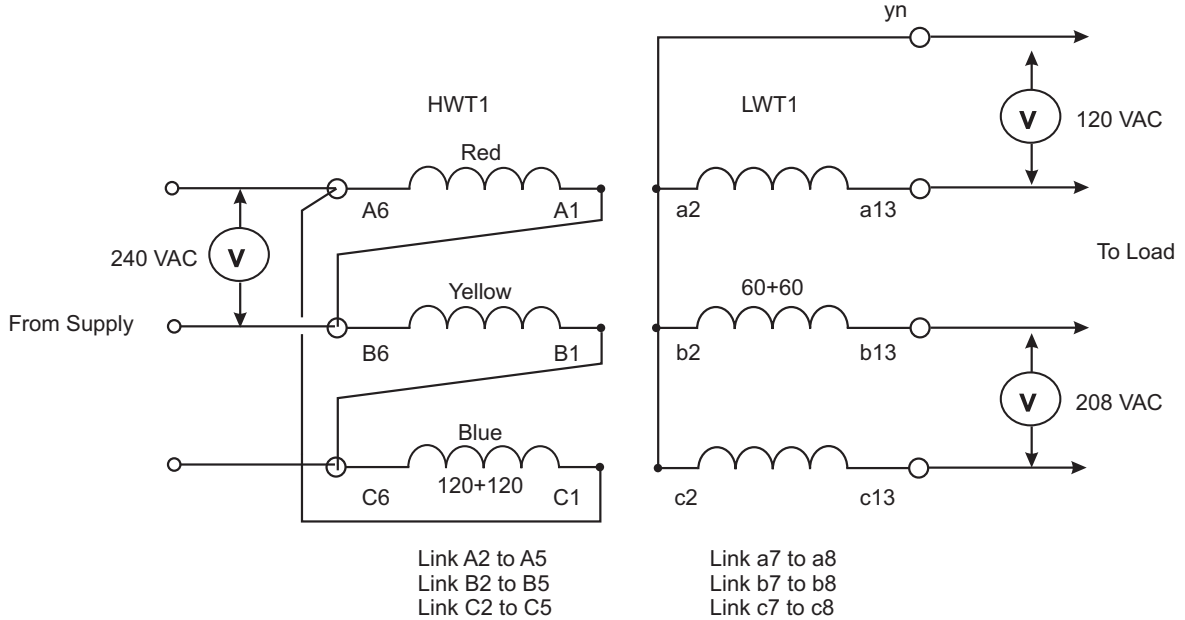 yn
HWT1
LWT1
V
120 VAC
Red
A6
A1
a2
a13
240 VAC
V
To Load
Yellow
60+60
From Supply
B6
B1
b2
b13
V
208 VAC
Blue
120+120
C6
C1
c2
c13
Link A2 to A5
Link B2 to B5
Link C2 to C5
Link a7 to a8
Link b7 to b8
Link c7 to c8